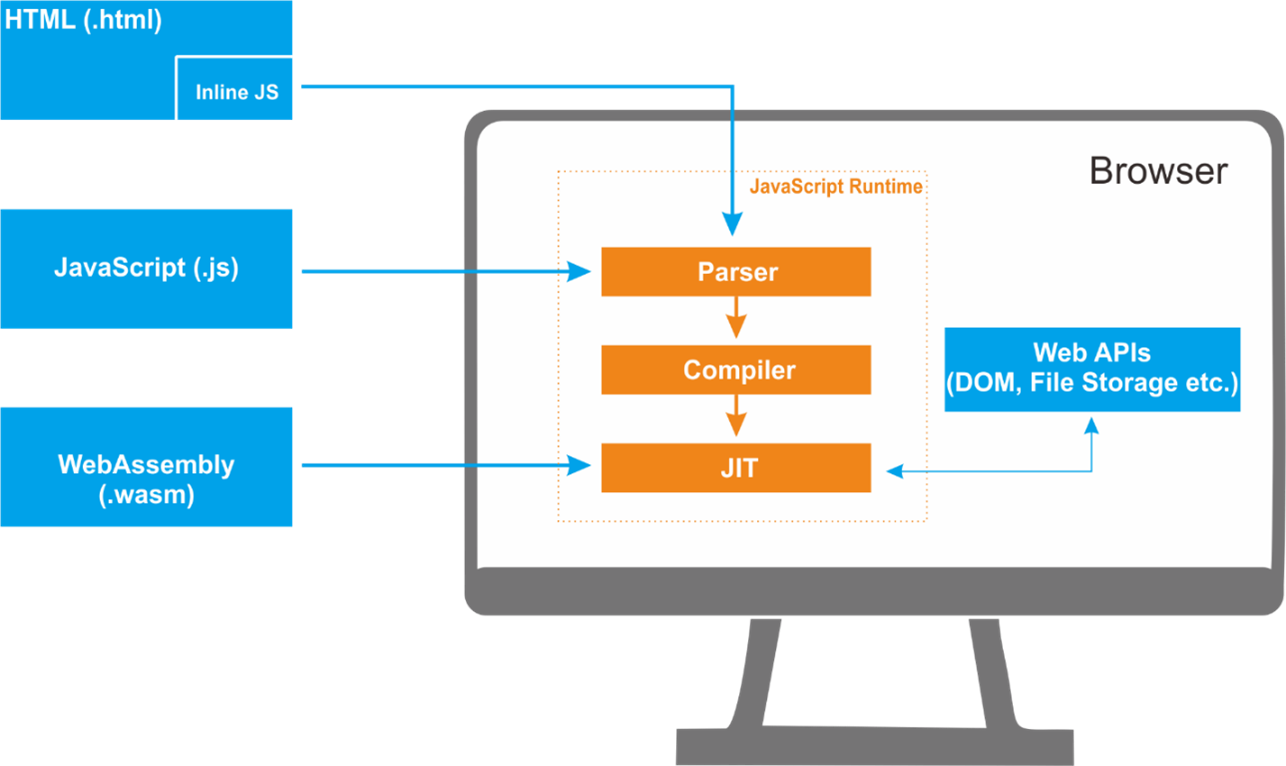 HTML (.html)
Inline JS
Browser
JavaScript Runtime
JavaScript (.js)
Parser
Compiler
Web APIs
(DOM, File Storage etc.)
WebAssembly
(.wasm)
JIT